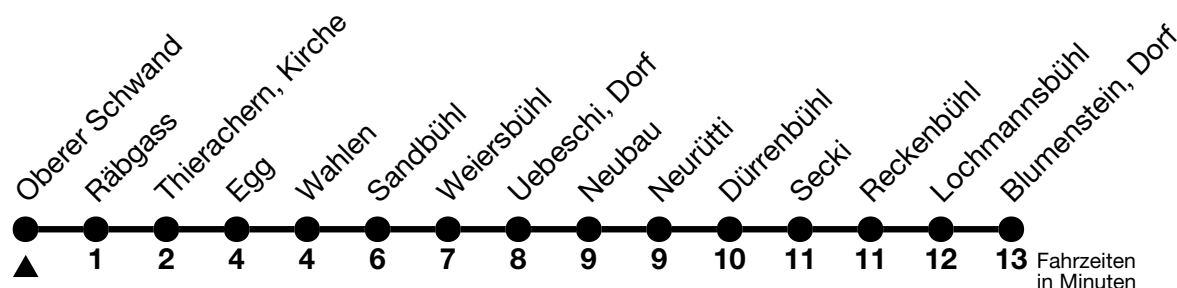 Oberer Schwand
Räbgass
Thierachern, Kirche
Egg
Wahlen
Sandbühl
Weiersbühl
Uebeschi, Dorf
Neubau
Neurütti
Dürrenbühl
Secki
Reckenbühl
Lochmannsbühl
Blumenstein, Dorf
1 2 4 4 6 7 8 9 9 10 11 11 12 13
Fahrzeiten
in Minuten